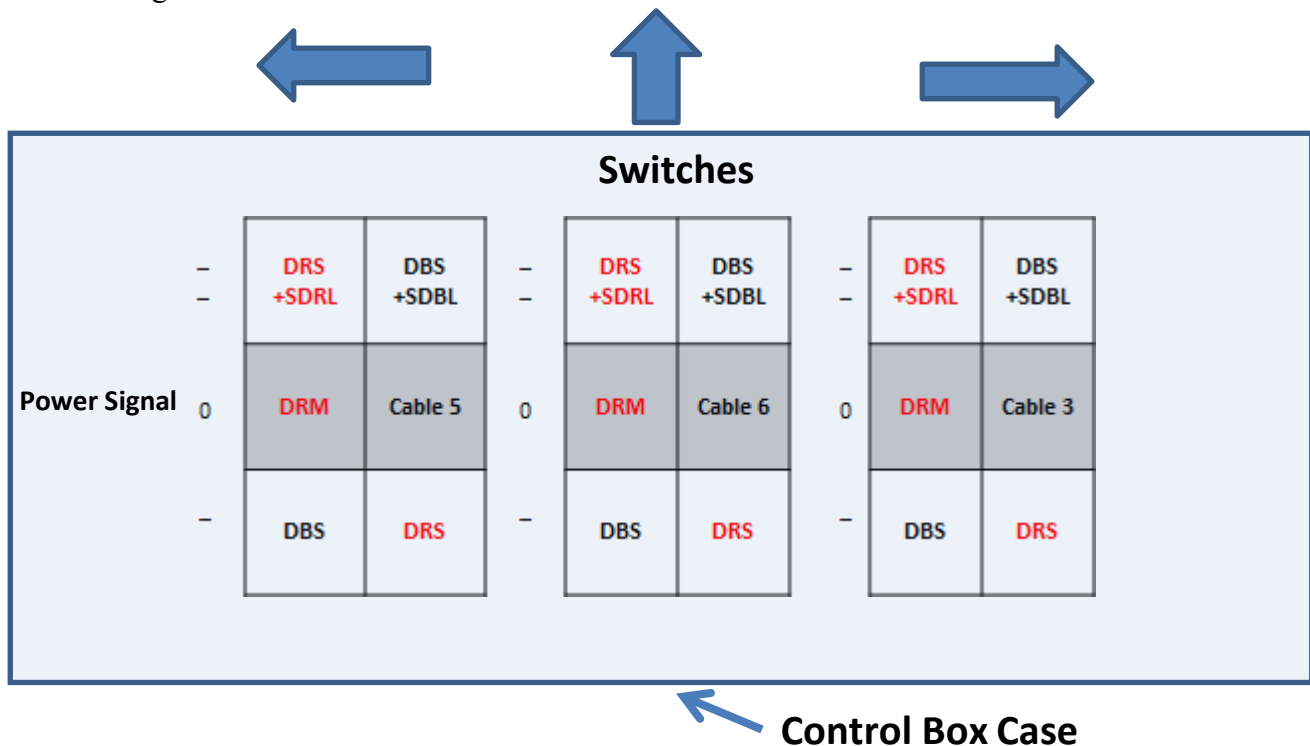 Switches
– DRS DBS – DRS DBS – DRS DBS
– +SDRL +SDBL – +SDRL +SDBL – +SDRL +SDBL
Power Signal 0 DRM Cable 5 0 DRM Cable 6 0 DRM Cable 3
– DBS DRS – DBS DRS – DBS DRS
Control Box Case